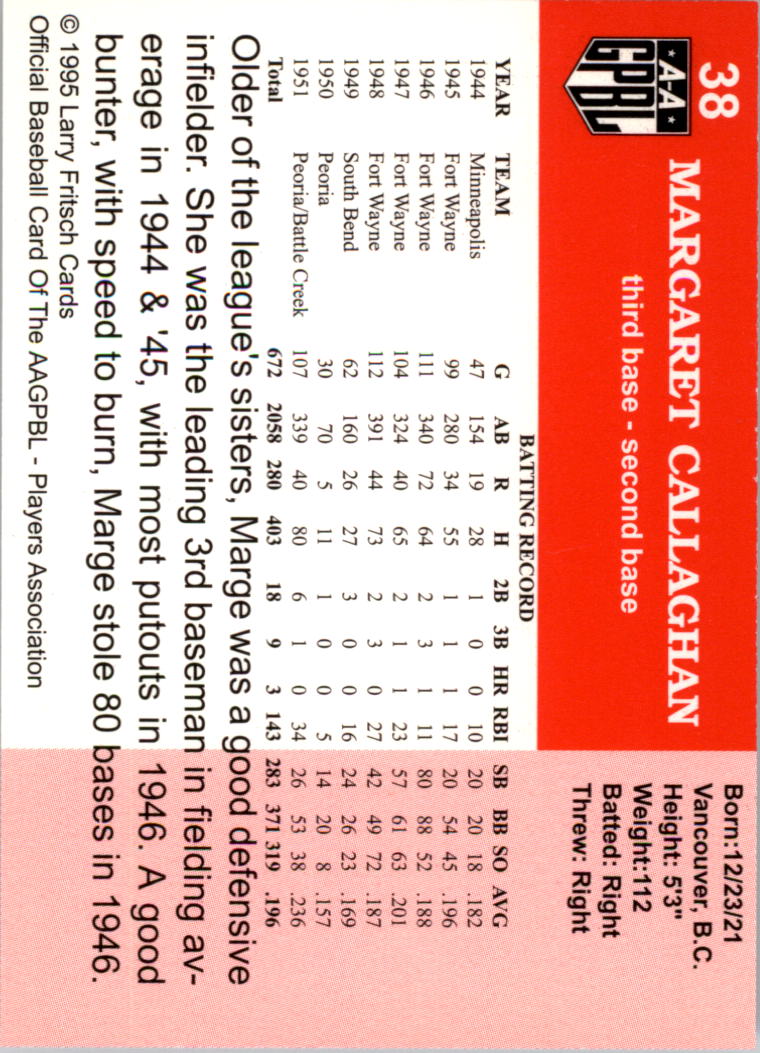 38
MARGARET CALLAGHAN
third base - second base
A-A
GPBL
Born:12/23/21
Vancouver, B.C.
Height: 5'3"
Weight:112
Batted: Right
Threw: Right
BATTING RECORD
YEAR TEAM G AB R H 2B 3B HR RBI SB BB SO AVG
1944 Minneapolis 47 154 19 28 1 0 0 10 20 20 18 .182
1945 Fort Wayne 99 280 34 55 1 1 1 17 20 54 45 .196
1946 Fort Wayne 111 340 72 64 2 3 1 11 80 88 52 .188
1947 Fort Wayne 104 324 40 65 2 1 1 23 57 61 63 .201
1948 Fort Wayne 112 391 44 73 2 3 0 27 42 49 72 .187
1949 South Bend 62 160 26 27 3 0 0 16 24 26 23 .169
1950 Peoria 30 70 5 11 1 0 0 5 14 20 8 .157
1951 Peoria/Battle Creek 107 339 40 80 6 1 0 34 26 53 38 .236
Total 672 2058 280 403 18 9 3 143 283 371 319 .196
Older of the league's sisters, Marge was a good defensive
infielder. She was the leading 3rd baseman in fielding av-
erage in 1944 & '45, with most putouts in 1946. A good
bunter, with speed to burn, Marge stole 80 bases in 1946.
© 1995 Larry Fritsch Cards
Official Baseball Card Of The AAGPBL - Players Association